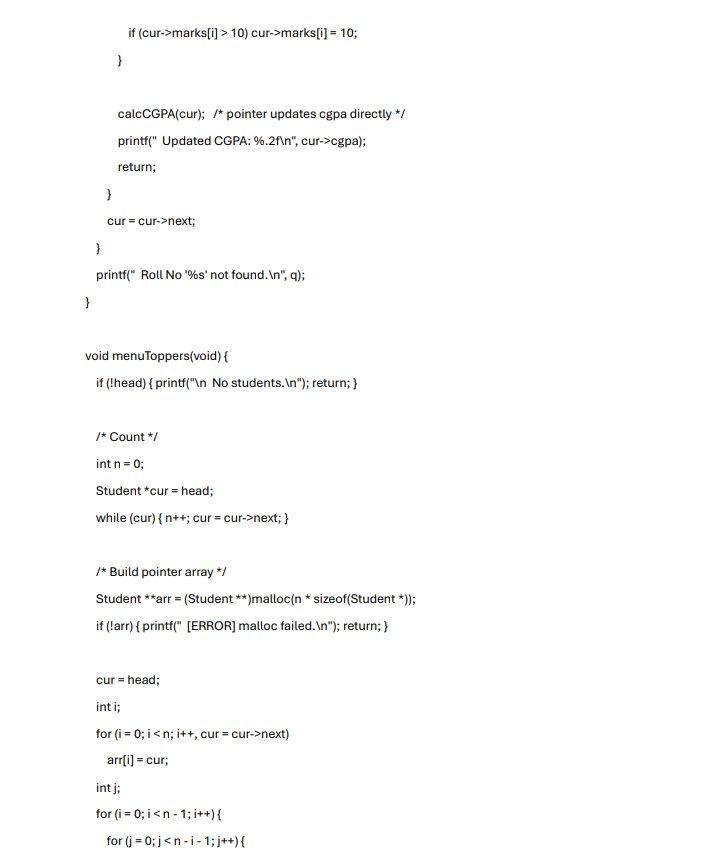 if (cur->marks[i] > 10) cur->marks[i] = 10;
}
calcCGPA(cur);   /* pointer updates cgpa directly */
printf("  Updated CGPA: %.2f\n", cur->cgpa);
return;
}
cur = cur->next;
}
printf("  Roll No '%s' not found.\n", q);
}
void menuToppers(void) {
if (!head) { printf("\n  No students.\n"); return; }
/* Count */
int n = 0;
Student *cur = head;
while (cur) { n++; cur = cur->next; }
/* Build pointer array */
Student **arr = (Student **)malloc(n * sizeof(Student *));
if (!arr) { printf("  [ERROR] malloc failed.\n"); return; }
cur = head;
int i;
for (i = 0; i < n; i++, cur = cur->next)
arr[i] = cur;
int j;
for (i = 0; i < n - 1; i++) {
for (j = 0; j < n - i - 1; j++) {